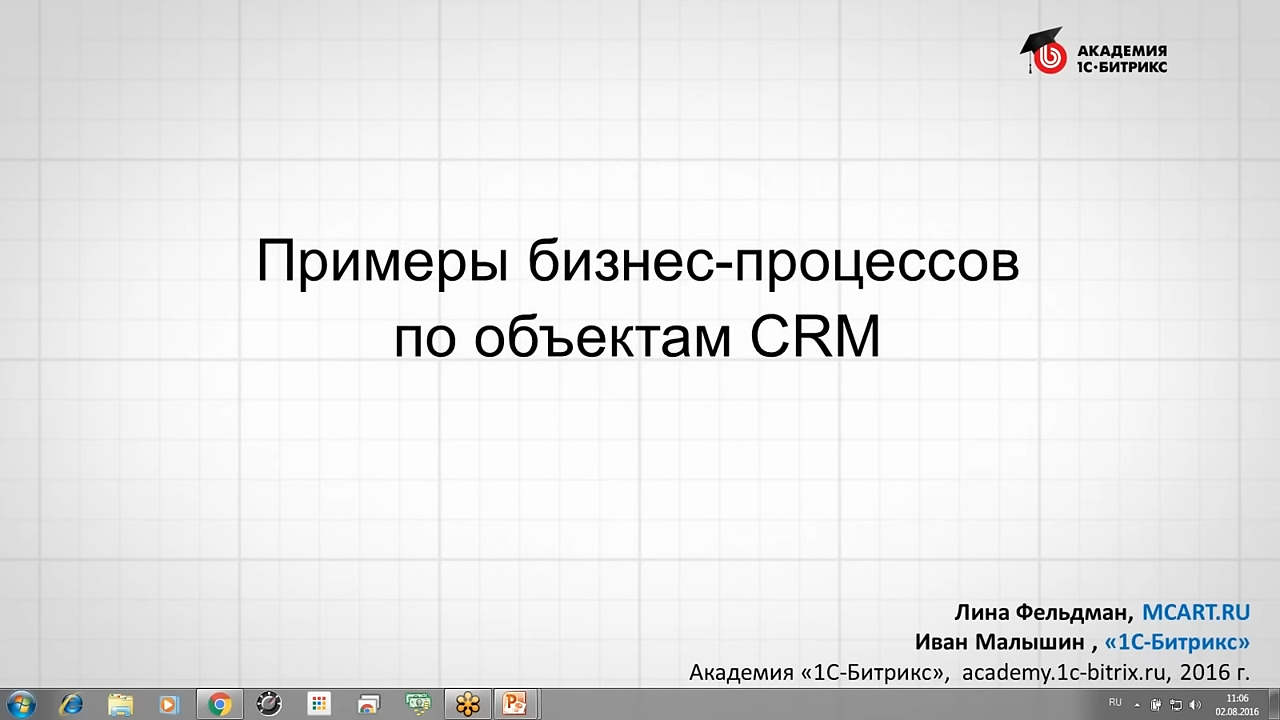 АКАДЕМИЯ
1С-БИТРИКС
Примеры бизнес-процессов
по объектам CRM
Лина Фельдман, MCART.RU
Иван Малышин , «1С-Битрикс»
Академия «1С-Битрикс», academy.1c-bitrix.ru, 2016 г.
RU
11:06
02.08.2016